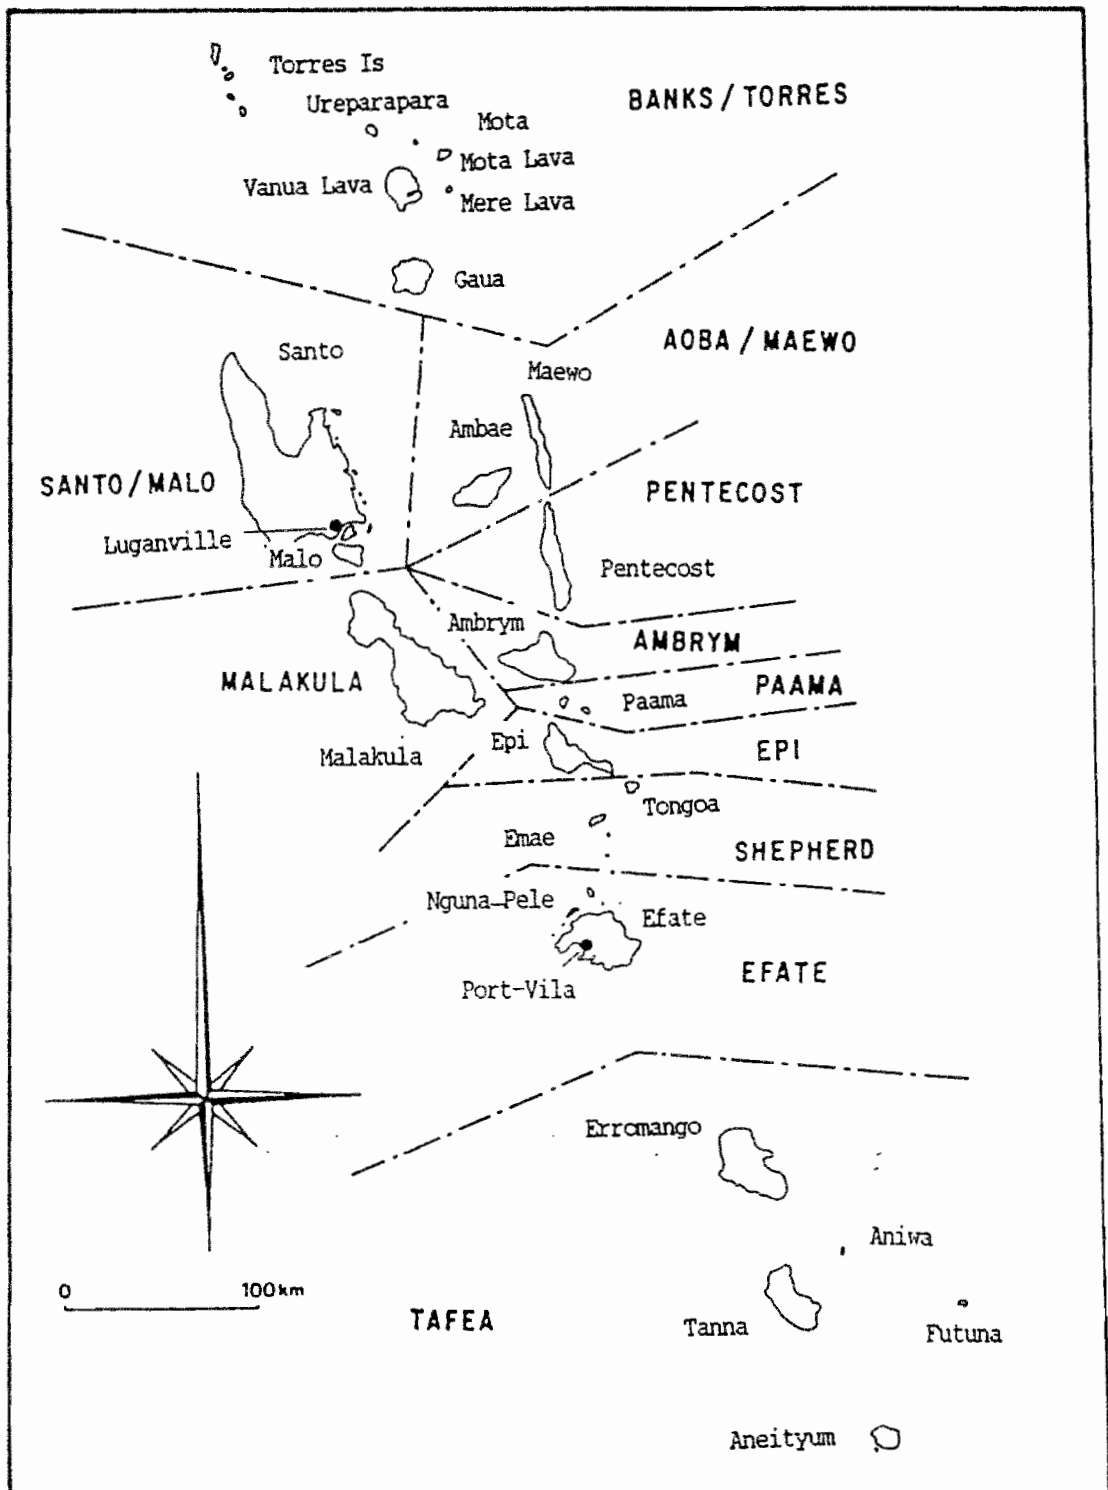 Torres Is
Ureparapara
BANKS / TORRES
Mota
Mota Lava
Vanua Lava
Mere Lava
Gaua
AOBA / MAEWO
Santo
Maewo
Ambae
SANTO/MALO
PENTECOST
Luganville
Malo
Pentecost
Ambrym
AMBRYM
MALAKULA
PAAMA
Paama
Epi
EPI
Malakula
Tongoa
Emae
SHEPHERD
Nguna-Pele
Efate
EFATE
Port-Vila
Erromango
Aniwa
0 100km
TAFEA
Tanna
Futuna
Aneityum